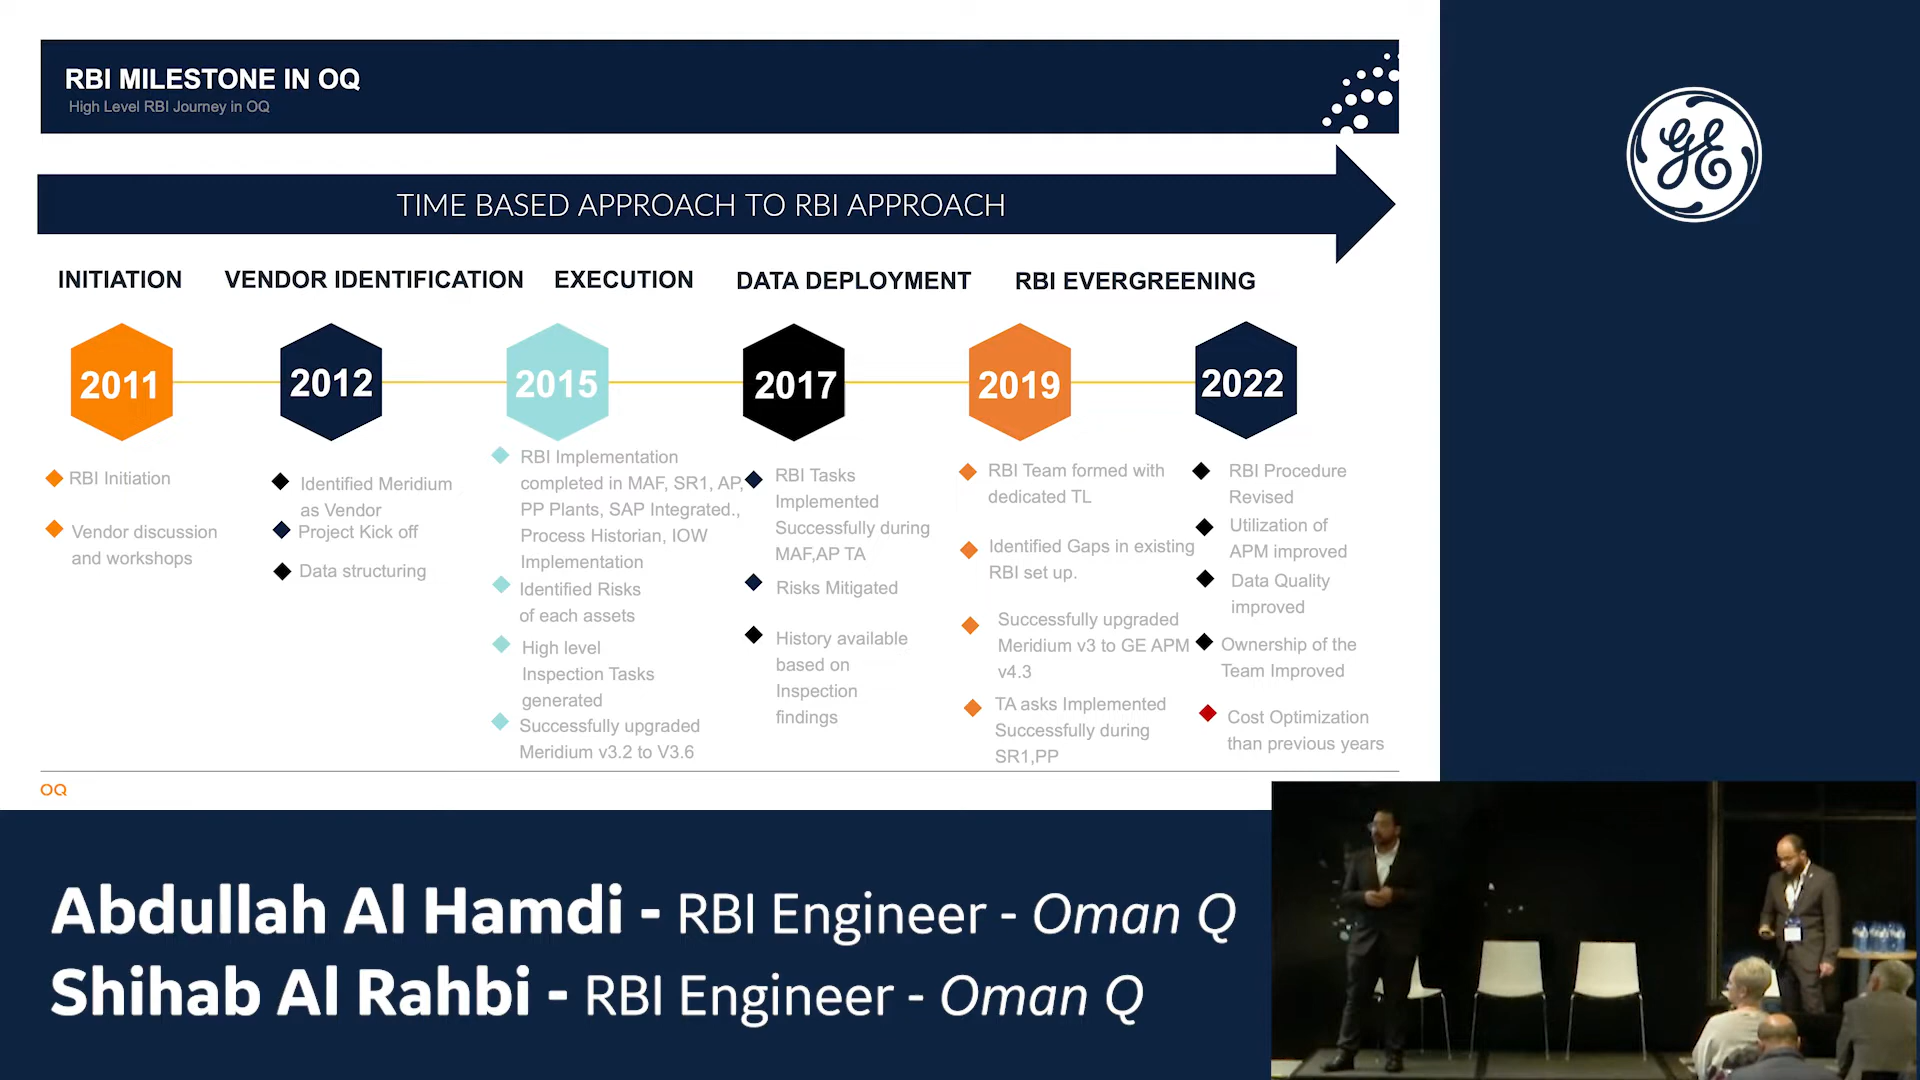 RBI MILESTONE IN OQ
High Level RBI Journey in OQ
GE
TIME BASED APPROACH TO RBI APPROACH
INITIATION
VENDOR IDENTIFICATION
EXECUTION
DATA DEPLOYMENT
RBI EVERGREENING
2011
2012
2015
2017
2019
2022
RBI Initiation
Vendor discussion
and workshops
Identified Meridium
as Vendor
Project Kick off
Data structuring
RBI Implementation
completed in MAF, SR1, AP,
PP Plants, SAP Integrated.,
Process Historian, IOW
Implementation
Identified Risks
of each assets
High level
Inspection Tasks
generated
Successfully upgraded
Meridium v3.2 to V3.6
RBI Tasks
Implemented
Successfully during
MAF,AP TA
Risks Mitigated
History available
based on
Inspection
findings
RBI Team formed with
dedicated TL
Identified Gaps in existing
RBI set up.
Successfully upgraded
Meridium v3 to GE APM
v4.3
TA asks Implemented
Successfully during
SR1,PP
RBI Procedure
Revised
Utilization of
APM improved
Data Quality
improved
Ownership of the
Team Improved
Cost Optimization
than previous years
OQ
Abdullah Al Hamdi - RBI Engineer - Oman Q
Shihab Al Rahbi - RBI Engineer - Oman Q